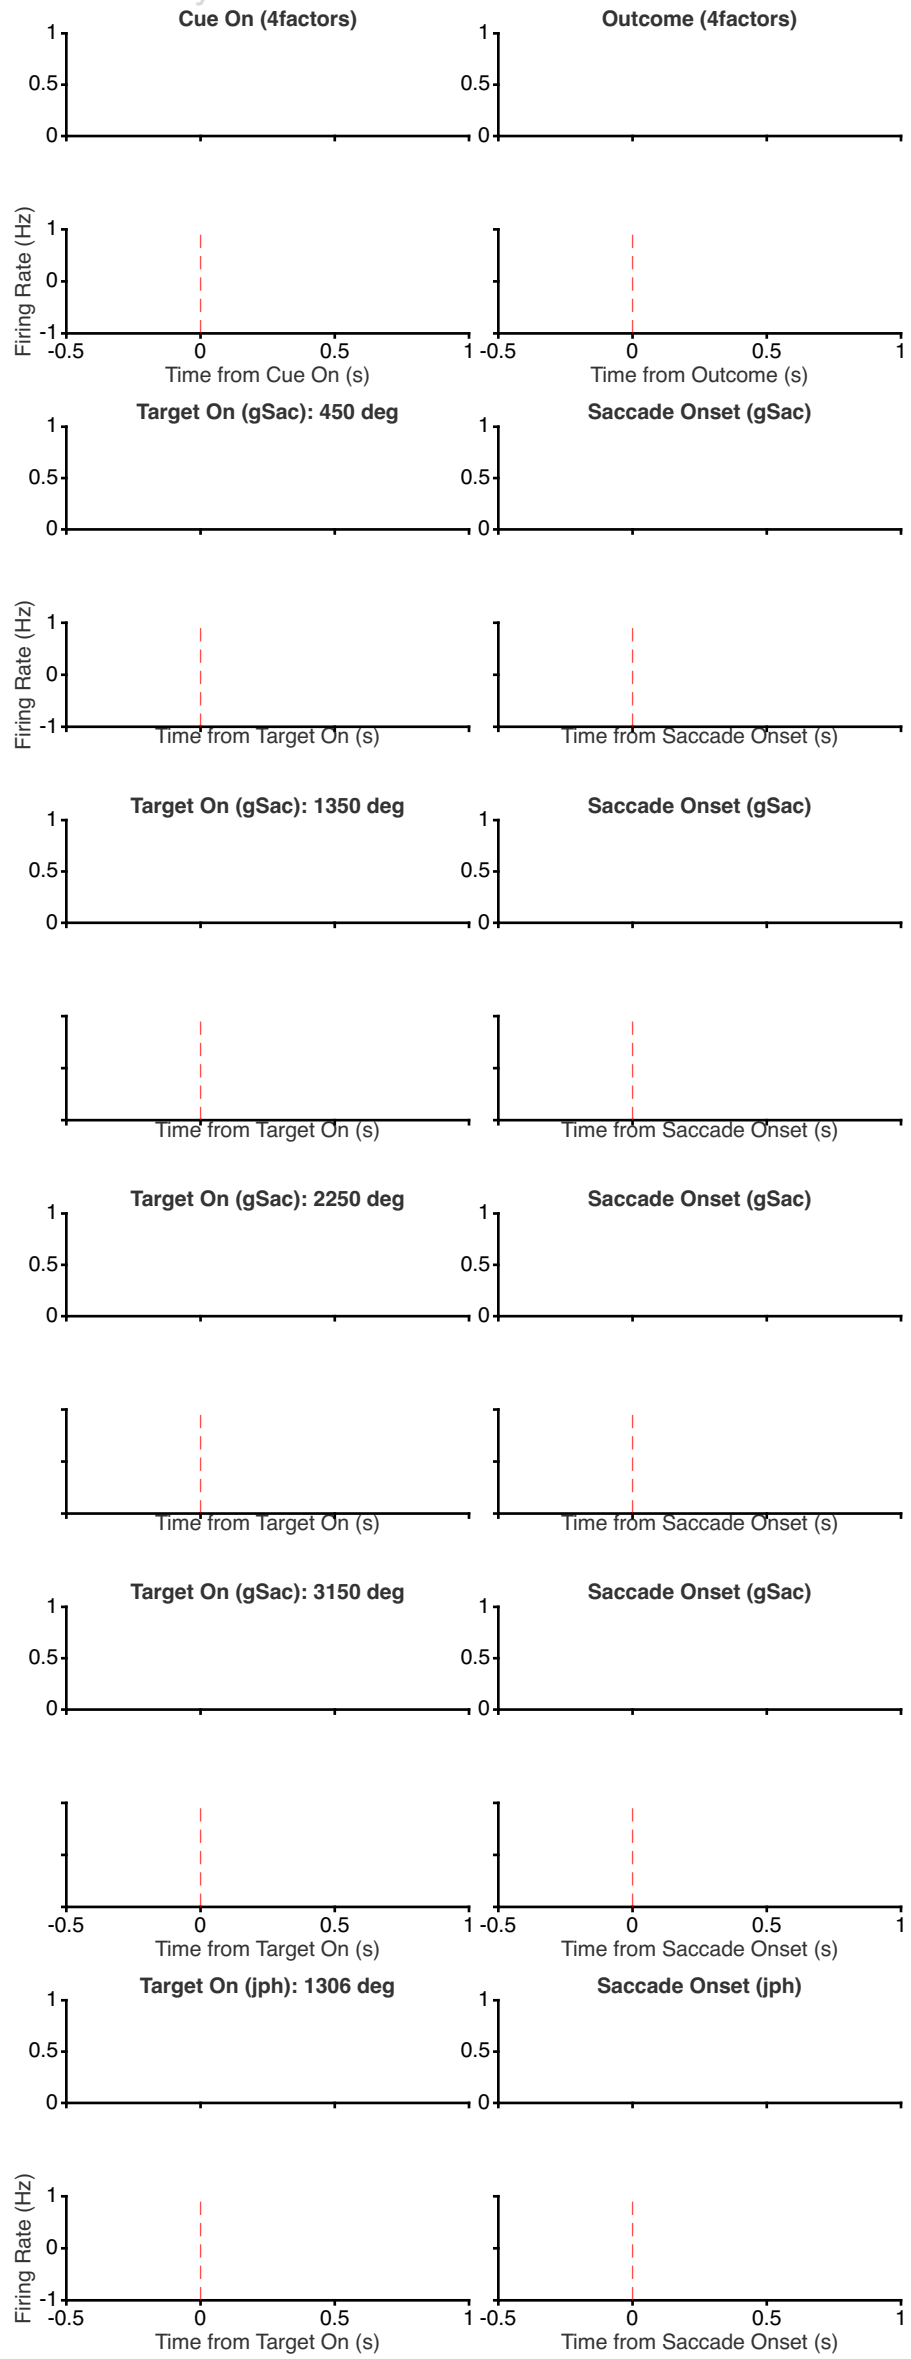 Cue On (4factors) Outcome (4factors)
1 1
0.5 0.5
0 0
Firing Rate (Hz)
1
0
-1
-0.5 0 0.5 1 -0.5 0 0.5 1
Time from Cue On (s) Time from Outcome (s)
Target On (gSac): 450 deg Saccade Onset (gSac)
1 1
0.5 0.5
0 0
Firing Rate (Hz)
1
0
-1
Time from Target On (s) Time from Saccade Onset (s)
Target On (gSac): 1350 deg Saccade Onset (gSac)
1 1
0.5 0.5
0 0
Time from Target On (s) Time from Saccade Onset (s)
Target On (gSac): 2250 deg Saccade Onset (gSac)
1 1
0.5 0.5
0 0
Time from Target On (s) Time from Saccade Onset (s)
Target On (gSac): 3150 deg Saccade Onset (gSac)
1 1
0.5 0.5
0 0
-0.5 0 0.5 1 -0.5 0 0.5 1
Time from Target On (s) Time from Saccade Onset (s)
Target On (jph): 1306 deg Saccade Onset (jph)
1 1
0.5 0.5
0 0
Firing Rate (Hz)
1
0
-1
-0.5 0 0.5 1 -0.5 0 0.5 1
Time from Target On (s) Time from Saccade Onset (s)